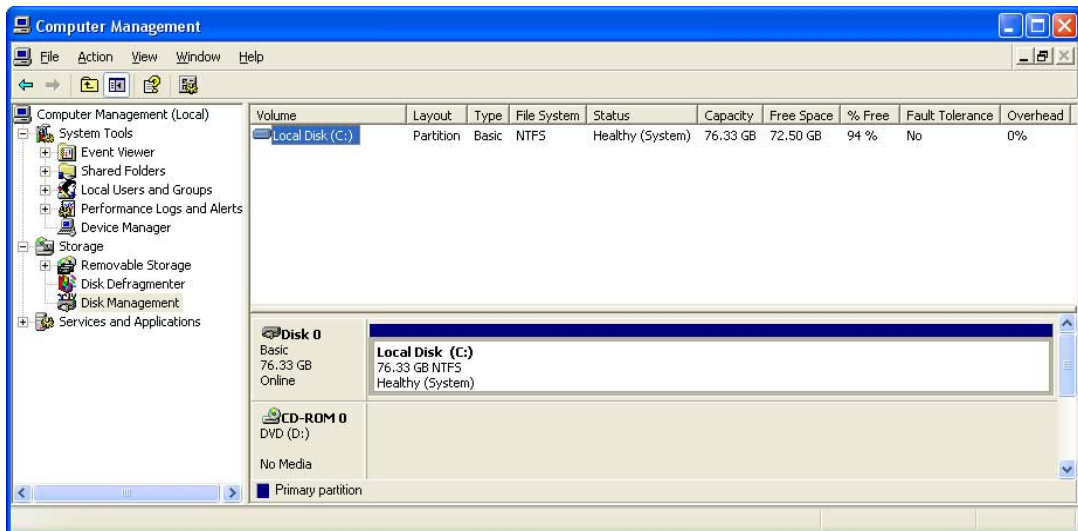 Computer Management
File Action View Window Help
Computer Management (Local)
System Tools
Event Viewer
Shared Folders
Local Users and Groups
Performance Logs and Alerts
Device Manager
Storage
Removable Storage
Disk Defragmenter
Disk Management
Services and Applications
Volume Layout Type File System Status Capacity Free Space % Free Fault Tolerance Overhead
Local Disk (C:) Partition Basic NTFS Healthy (System) 76.33 GB 72.50 GB 94 % No 0%
Disk 0
Basic
76.33 GB
Online
Local Disk (C:)
76.33 GB NTFS
Healthy (System)
CD-ROM 0
DVD (D:)
No Media
Primary partition